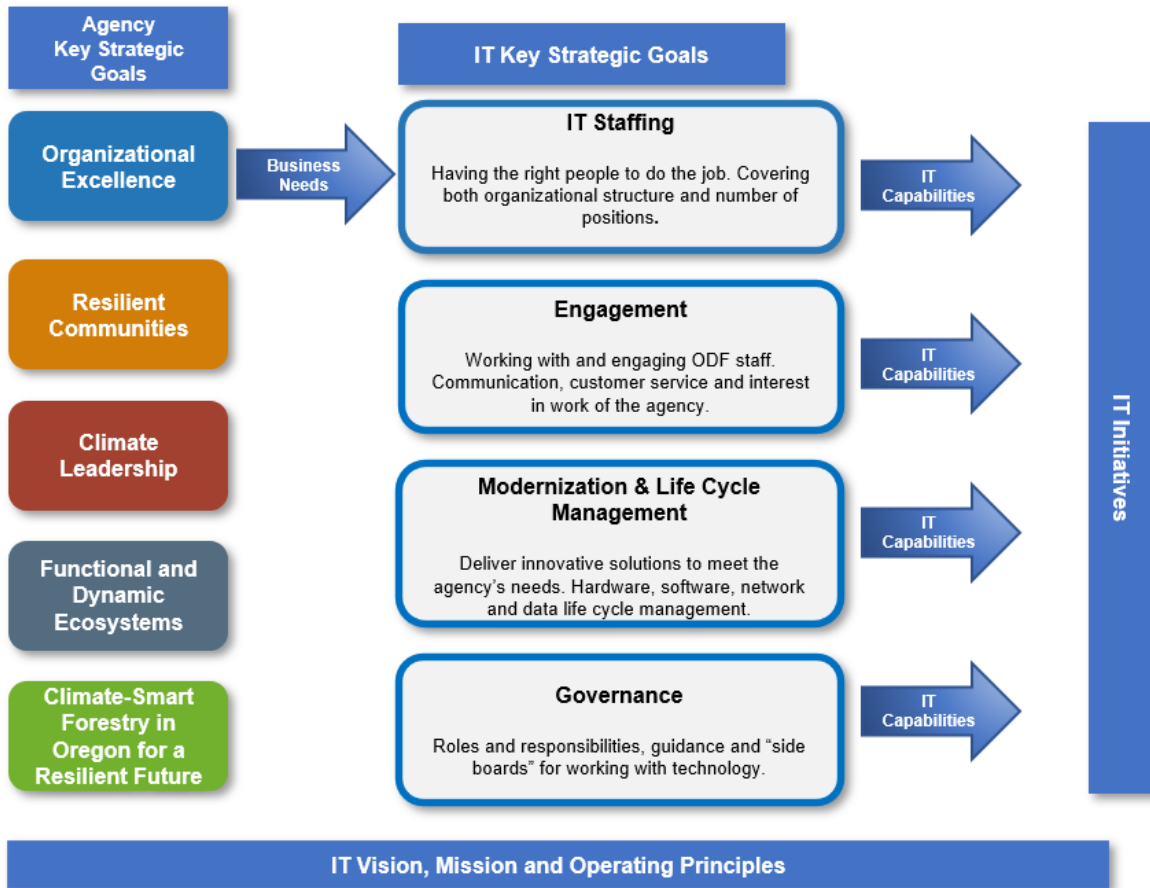 Agency
Key Strategic
Goals
IT Key Strategic Goals
Organizational
Excellence
Business
Needs
IT Staffing
Having the right people to do the job. Covering
both organizational structure and number of
positions.
IT
Capabilities
Resilient
Communities
Engagement
Working with and engaging ODF staff.
Communication, customer service and interest
in work of the agency.
IT
Capabilities
Climate
Leadership
Modernization & Life Cycle
Management
Deliver innovative solutions to meet the
agency’s needs. Hardware, software, network
and data life cycle management.
IT
Capabilities
Functional and
Dynamic
Ecosystems
Climate-Smart
Forestry in
Oregon for a
Resilient Future
Governance
Roles and responsibilities, guidance and “side
boards” for working with technology.
IT
Capabilities
IT Initiatives
IT Vision, Mission and Operating Principles